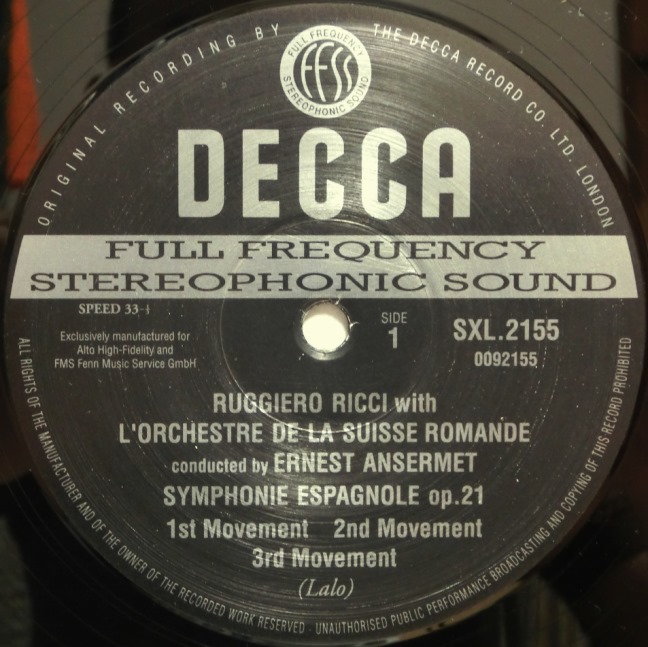 ORIGINAL RECORDING BY THE DECCA RECORD CO. LTD. LONDON
FULL FREQUENCY
FFSS
STEREOPHONIC SOUND
DECCA
FULL FREQUENCY
STEREOPHONIC SOUND
SPEED 33⅓
SIDE
1
SXL.2155
0092155
Exclusively manufactured for
Alto High-Fidelity and
FMS Fenn Music Service GmbH
RUGGIERO RICCI with
L'ORCHESTRE DE LA SUISSE ROMANDE
conducted by ERNEST ANSERMET
SYMPHONIE ESPAGNOLE op.21
1st Movement 2nd Movement
3rd Movement
(Lalo)
ALL RIGHTS OF THE MANUFACTURER AND OF THE OWNER OF THE RECORDED WORK RESERVED · UNAUTHORISED PUBLIC PERFORMANCE BROADCASTING AND COPYING OF THIS RECORD PROHIBITED